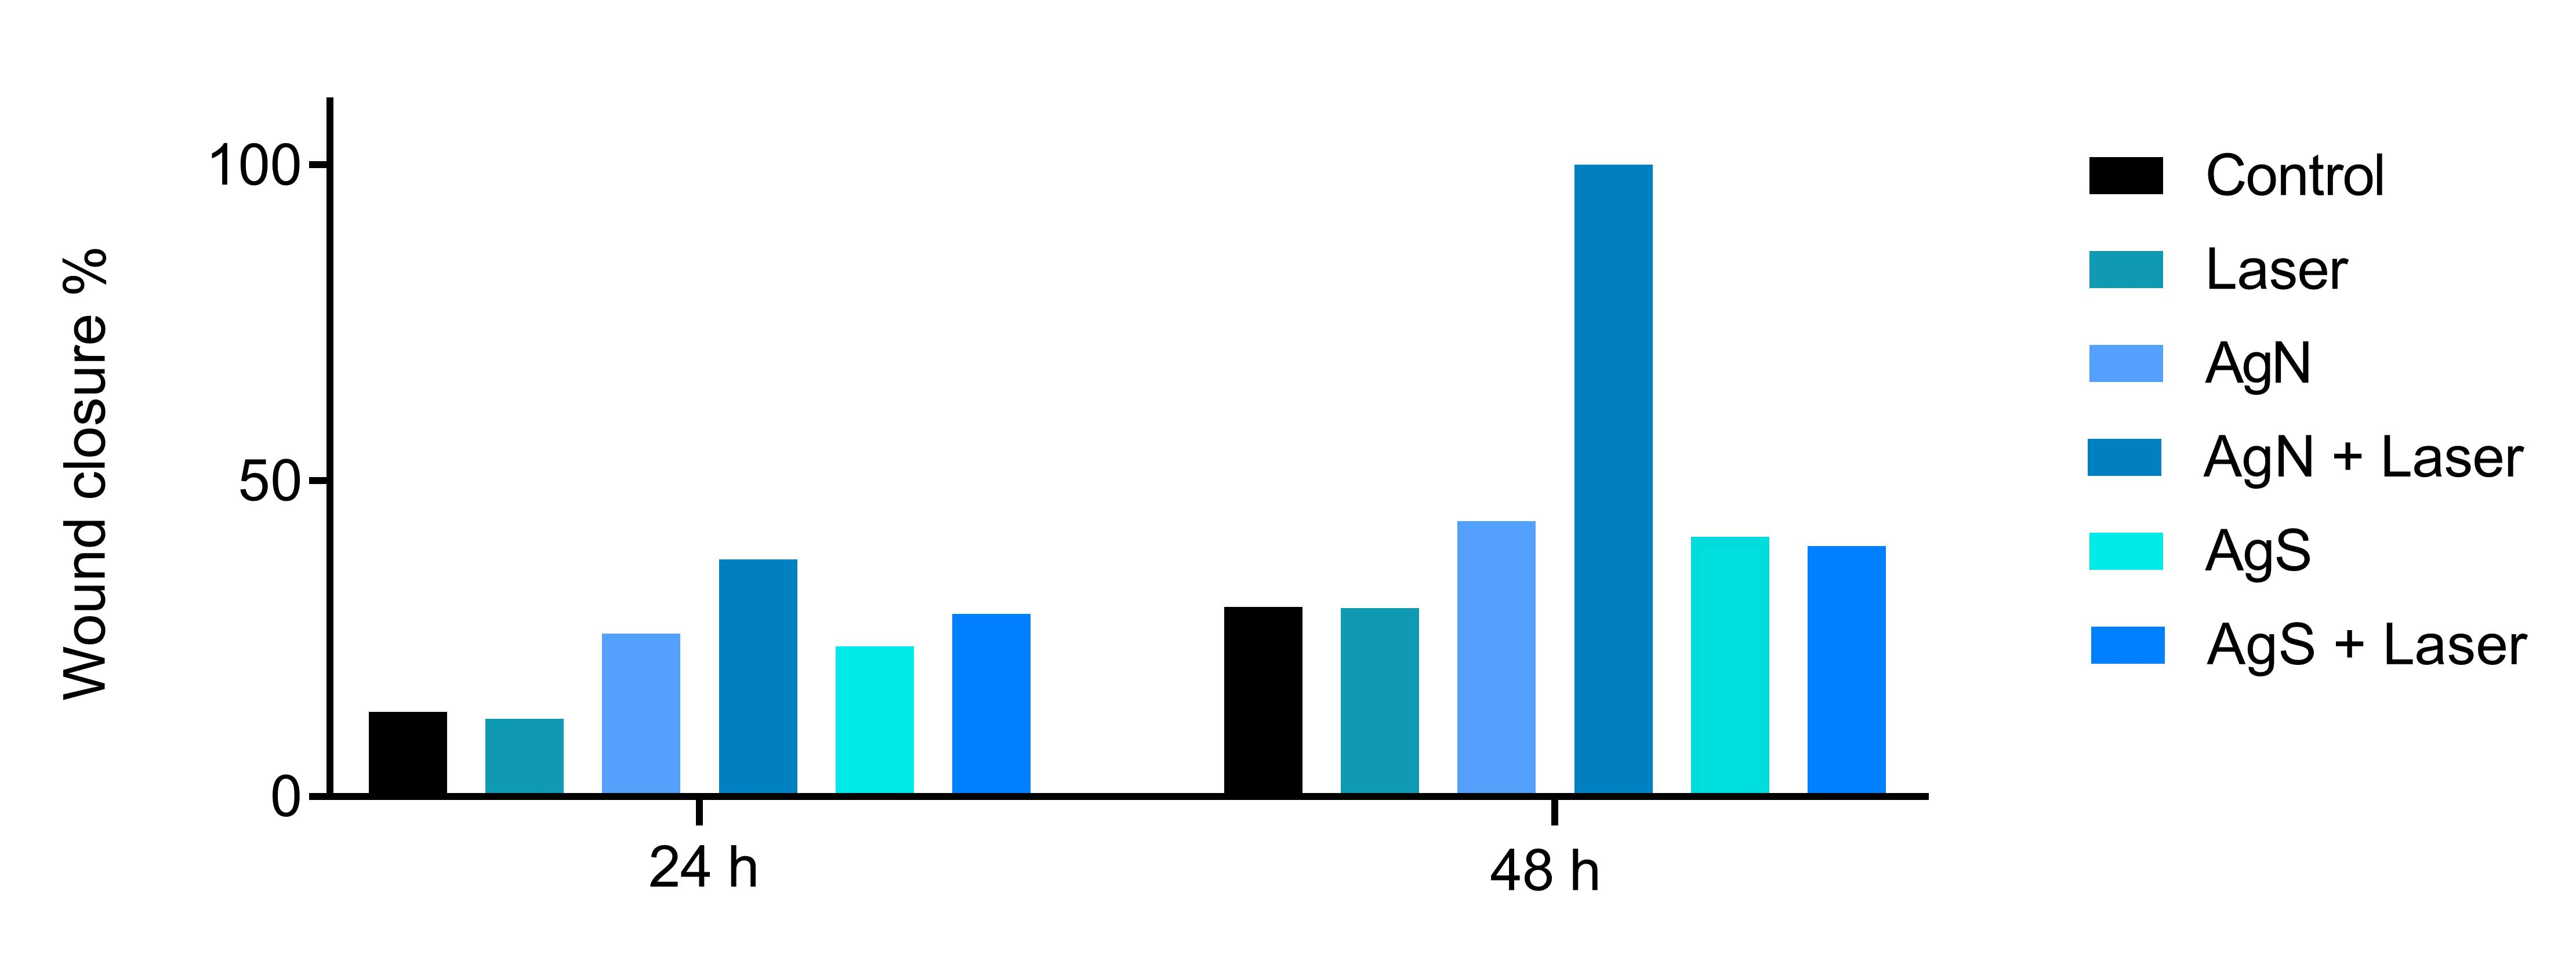 Wound closure %
100
50
0
24 h
48 h
Control
Laser
AgN
AgN + Laser
AgS
AgS + Laser